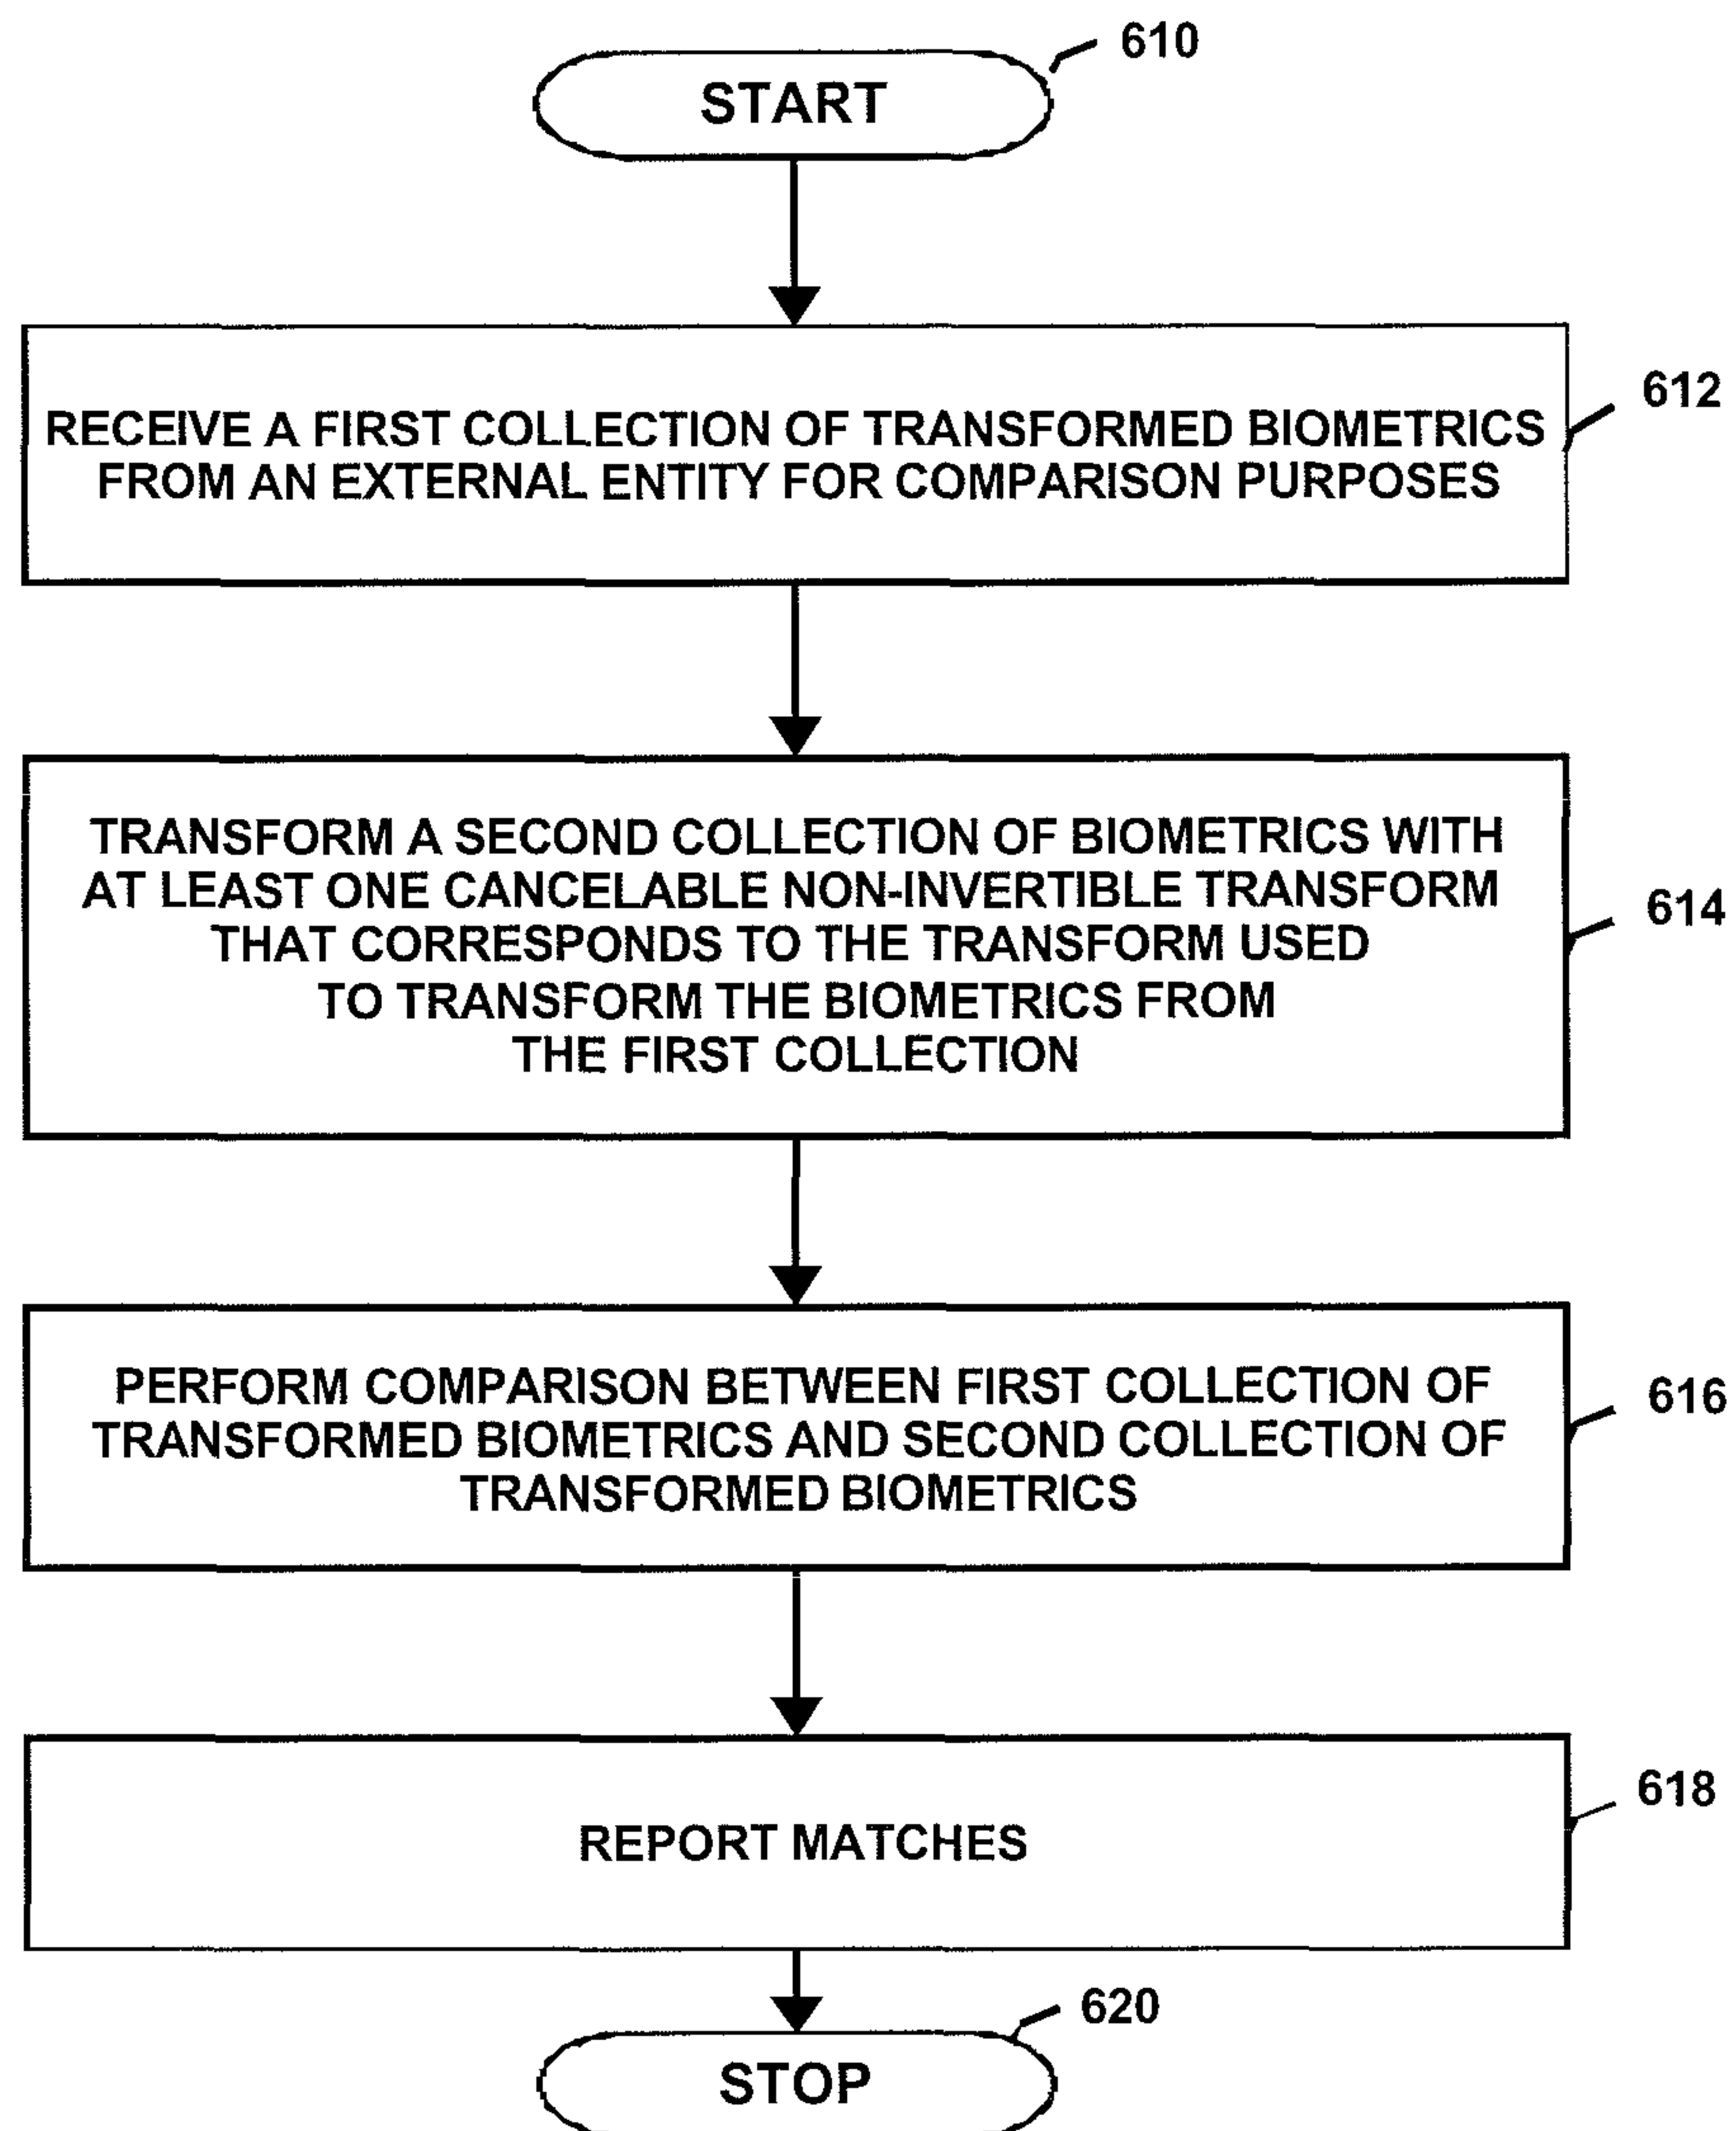 610
START
612
RECEIVE A FIRST COLLECTION OF TRANSFORMED BIOMETRICS
FROM AN EXTERNAL ENTITY FOR COMPARISON PURPOSES
614
TRANSFORM A SECOND COLLECTION OF BIOMETRICS WITH
AT LEAST ONE CANCELABLE NON-INVERTIBLE TRANSFORM
THAT CORRESPONDS TO THE TRANSFORM USED
TO TRANSFORM THE BIOMETRICS FROM
THE FIRST COLLECTION
616
PERFORM COMPARISON BETWEEN FIRST COLLECTION OF
TRANSFORMED BIOMETRICS AND SECOND COLLECTION OF
TRANSFORMED BIOMETRICS
618
REPORT MATCHES
620
STOP